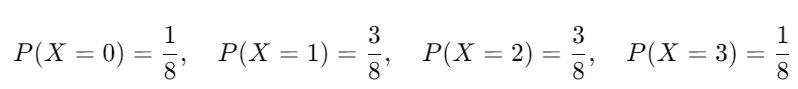 P(X = 0) = 1/8, P(X = 1) = 3/8, P(X = 2) = 3/8, P(X = 3) = 1/8